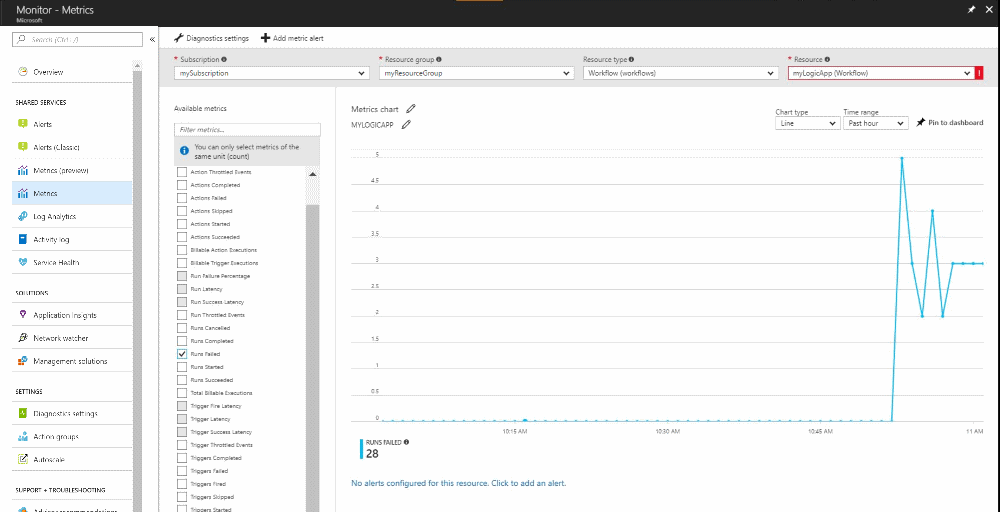 Monitor - Metrics
Microsoft
Search (Ctrl+/)
Overview
SHARED SERVICES
Alerts
Alerts (Classic)
Metrics (preview)
Metrics
Log Analytics
Activity log
Service Health
SOLUTIONS
Application Insights
Network watcher
Management solutions
SETTINGS
Diagnostics settings
Action groups
Autoscale
SUPPORT + TROUBLESHOOTING
Diagnostics settings
Add metric alert
* Subscription
mySubscription
* Resource group
myResourceGroup
Resource type
Workflow (workflows)
* Resource
myLogicApp (Workflow)
Available metrics
Filter metrics...
You can only select metrics of the
same unit (count)
Action Throttled Events
Actions Completed
Actions Failed
Actions Skipped
Actions Started
Actions Succeeded
Billable Action Executions
Billable Trigger Executions
Run Failure Percentage
Run Latency
Run Success Latency
Run Throttled Events
Runs Cancelled
Runs Completed
Runs Failed
Runs Started
Runs Succeeded
Total Billable Executions
Trigger Fire Latency
Trigger Latency
Trigger Success Latency
Trigger Throttled Events
Triggers Completed
Triggers Failed
Triggers Fired
Triggers Skipped
Triggers Started
Metrics chart
MYLOGICAPP
Chart type
Line
Time range
Past hour
Pin to dashboard
5
4.5
4
3.5
3
2.5
2
1.5
1
0.5
0
10:15 AM
10:30 AM
10:45 AM
11 AM
RUNS FAILED
28
No alerts configured for this resource. Click to add an alert.